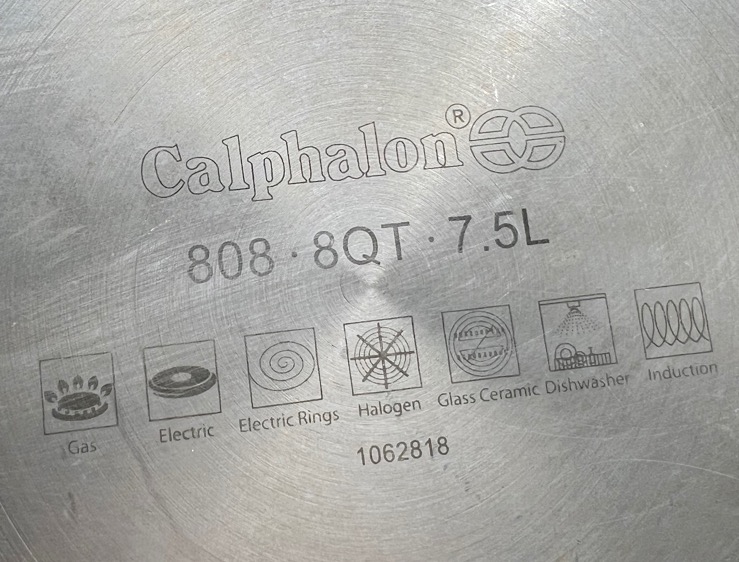 Calphalon®
808 · 8QT · 7.5L
Gas Electric Electric Rings Halogen Glass Ceramic Dishwasher Induction
1062818